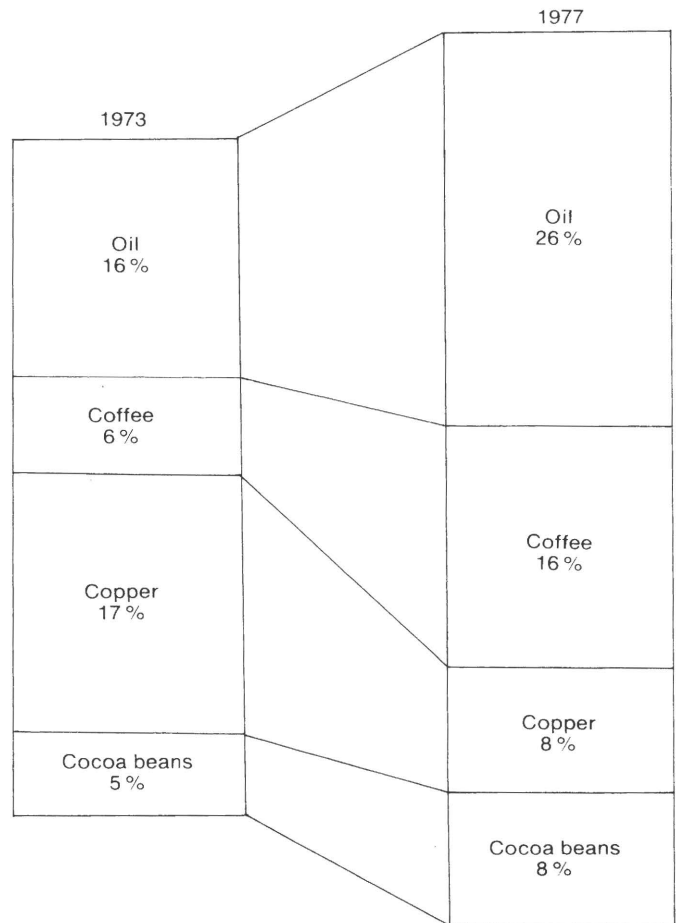 1973
Oil
16 %
Coffee
6 %
Copper
17 %
Cocoa beans
5 %
1977
Oil
26 %
Coffee
16 %
Copper
8 %
Cocoa beans
8 %